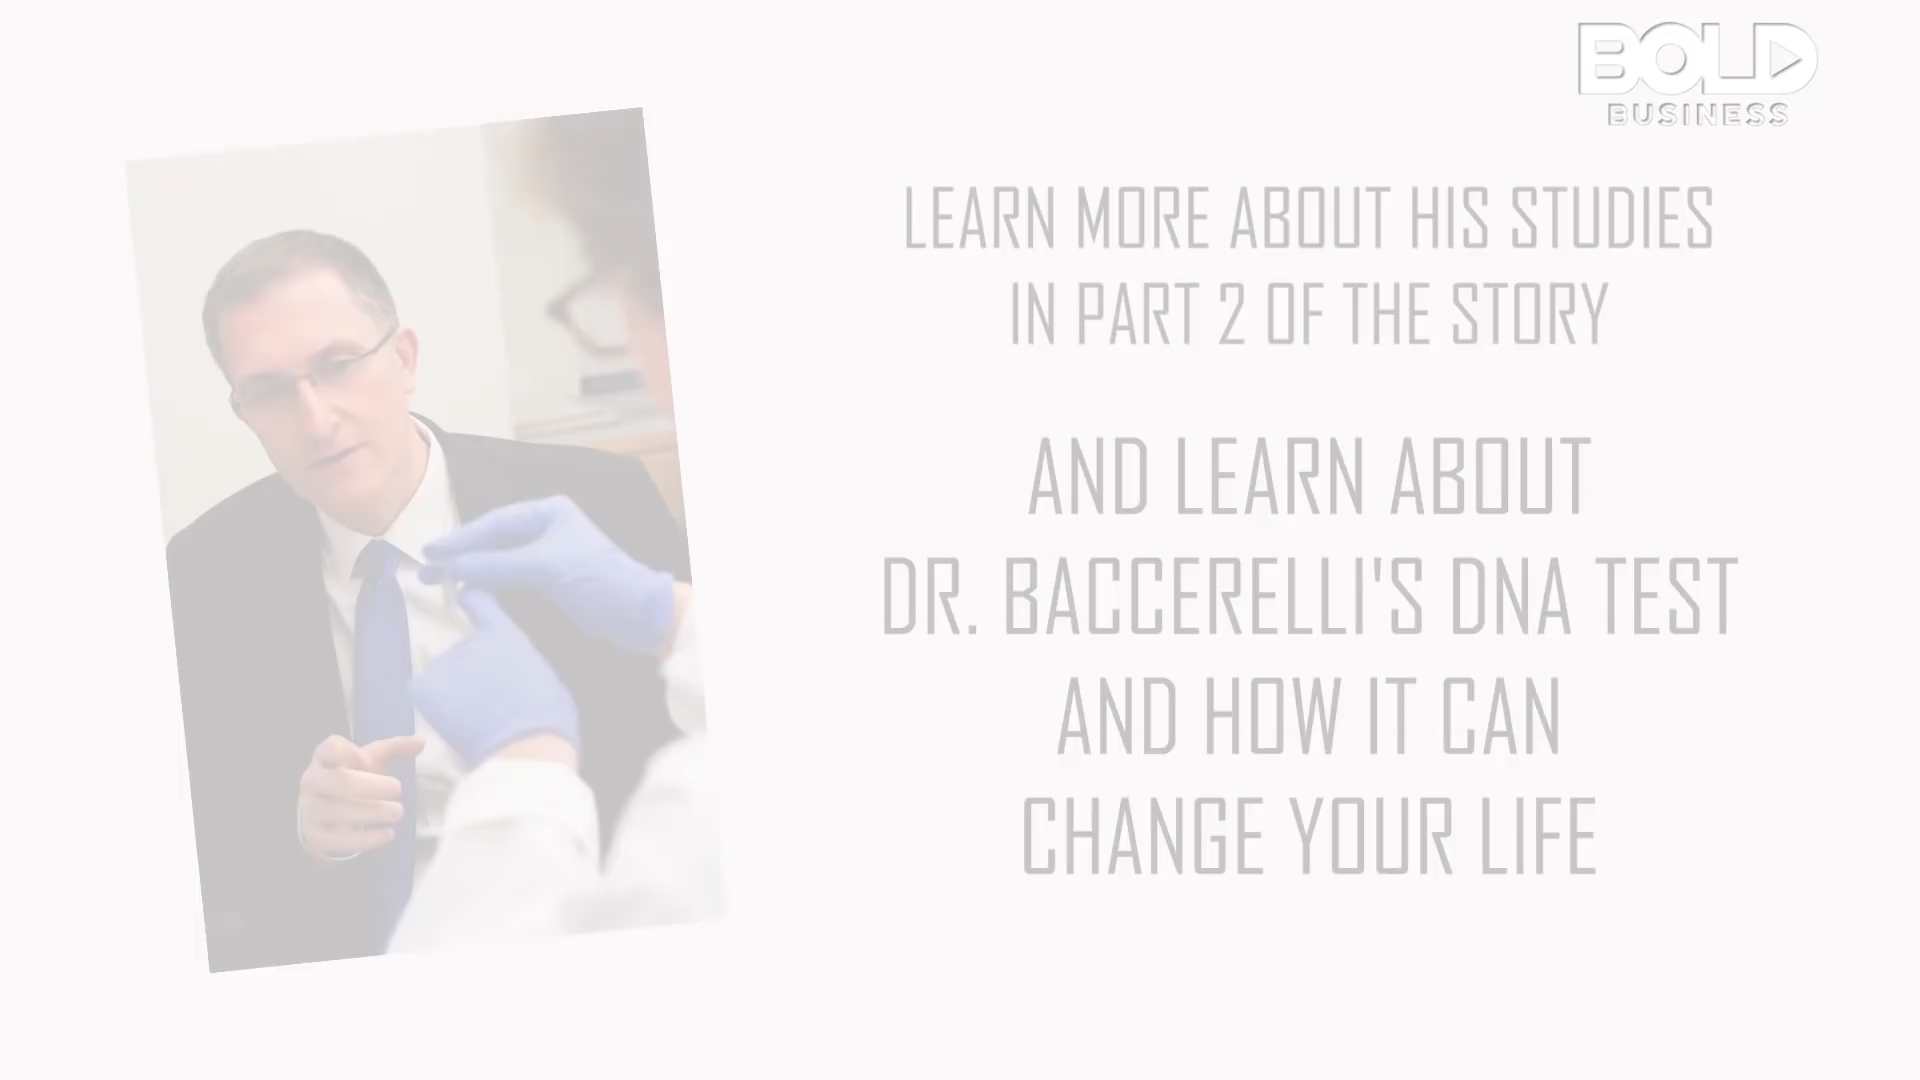 BOLD
BUSINESS
LEARN MORE ABOUT HIS STUDIES
IN PART 2 OF THE STORY
AND LEARN ABOUT
DR. BACCERELLI'S DNA TEST
AND HOW IT CAN
CHANGE YOUR LIFE